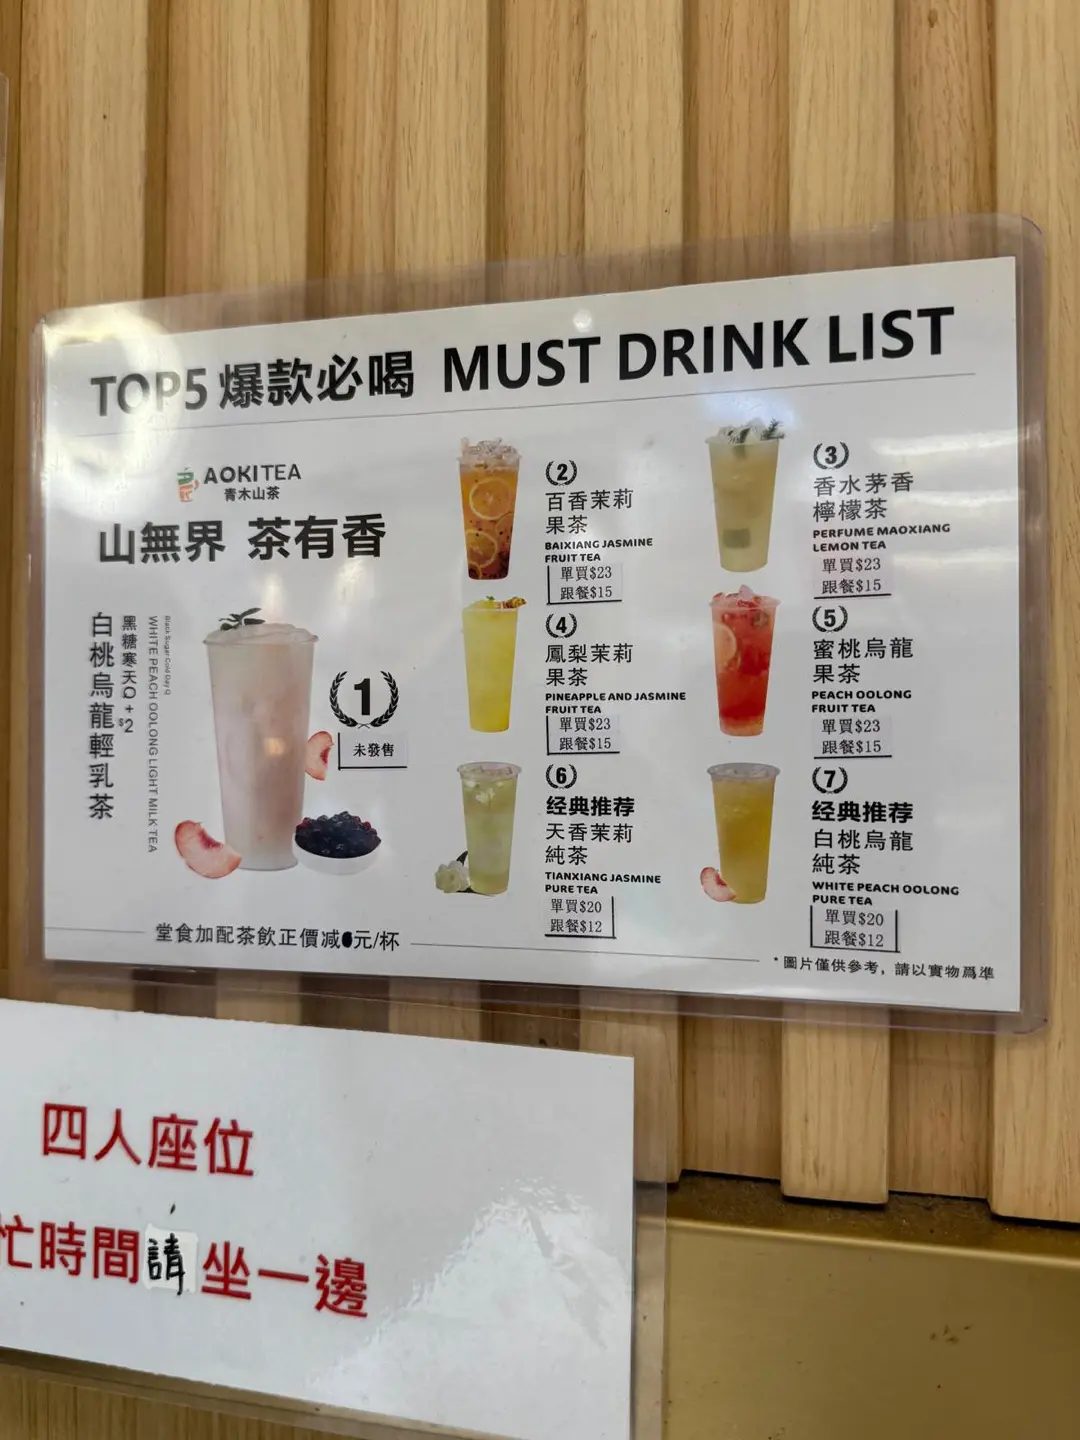 TOP5 爆款必喝 MUST DRINK LIST
AOKITEA
青木山茶
山無界 茶有香
白桃烏龍輕乳茶
黑糖寒天Q+$2
WHITE PEACH OOLONG LIGHT MILK TEA
1
未發售
2
百香茉莉
果茶
BAIXIANG JASMINE
FRUIT TEA
單買$23
跟餐$15
3
香水茅香
檸檬茶
PERFUME MAOXIANG
LEMON TEA
單買$23
跟餐$15
4
鳳梨茉莉
果茶
PINEAPPLE AND JASMINE
FRUIT TEA
單買$23
跟餐$15
5
蜜桃烏龍
果茶
PEACH OOLONG
FRUIT TEA
單買$23
跟餐$15
6
经典推荐
天香茉莉
純茶
TIANXIANG JASMINE
PURE TEA
單買$20
跟餐$12
7
经典推荐
白桃烏龍
純茶
WHITE PEACH OOLONG
PURE TEA
單買$20
跟餐$12
堂食加配茶飲正價减元/杯
*圖片僅供參考，請以實物爲準
四人座位
忙時間請坐一邊